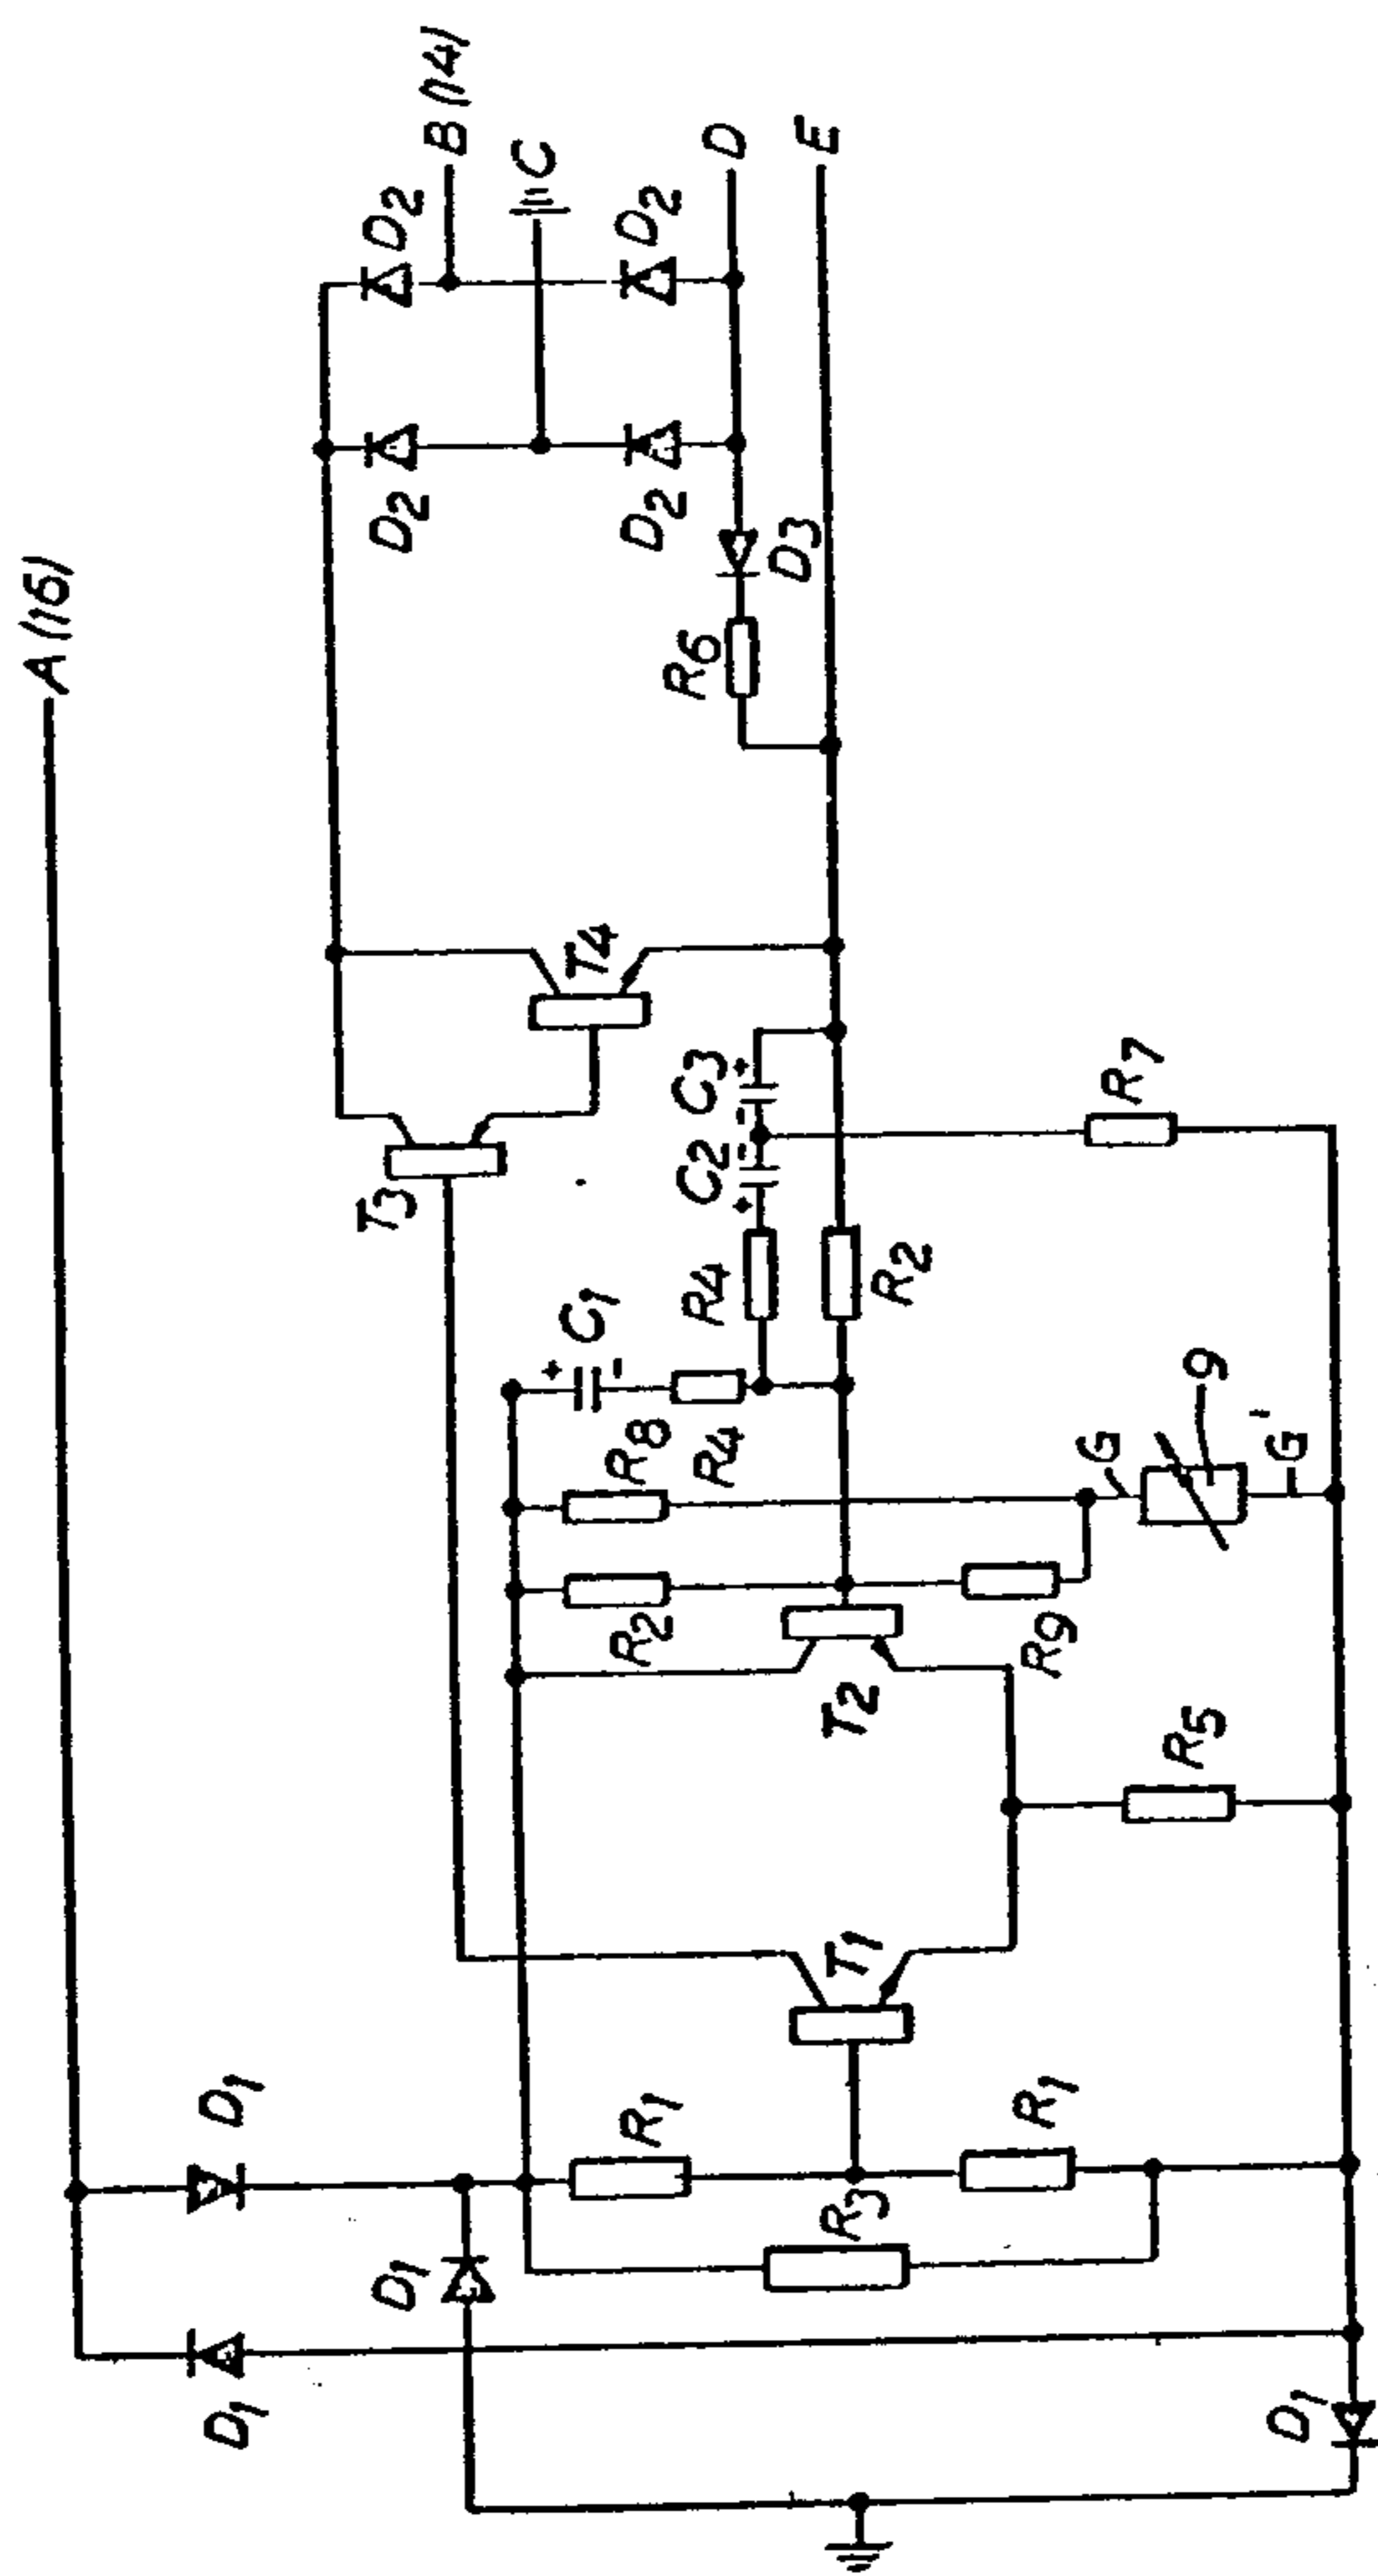 A (16)
B (14)
C
D
E
D2
D2
D2
D2
D3
R6
T4
T3
C3
+
-
C2
-
+
R7
C1
+
-
R4
R2
R8
R4
G
9
G'
R2
T2
R9
R5
T1
D1
R1
R1
R3
D1
D1
D1